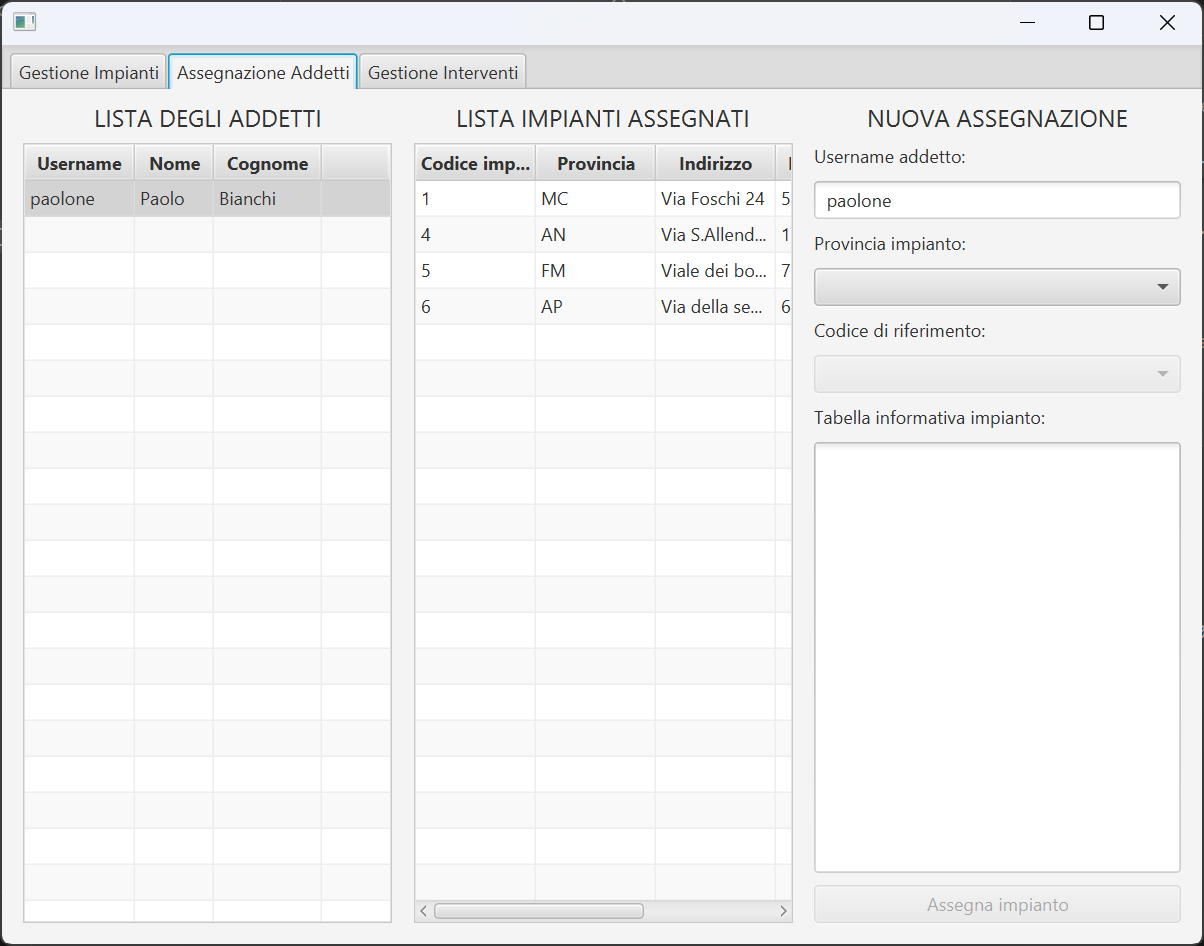 Gestione Impianti
Assegnazione Addetti
Gestione Interventi
LISTA DEGLI ADDETTI
Username Nome Cognome
paolone Paolo Bianchi
LISTA IMPIANTI ASSEGNATI
Codice imp... Provincia Indirizzo
1 MC Via Foschi 24 5
4 AN Via S.Allend... 1
5 FM Viale dei bo... 7
6 AP Via della se... 6
NUOVA ASSEGNAZIONE
Username addetto:
paolone
Provincia impianto:
Codice di riferimento:
Tabella informativa impianto:
Assegna impianto